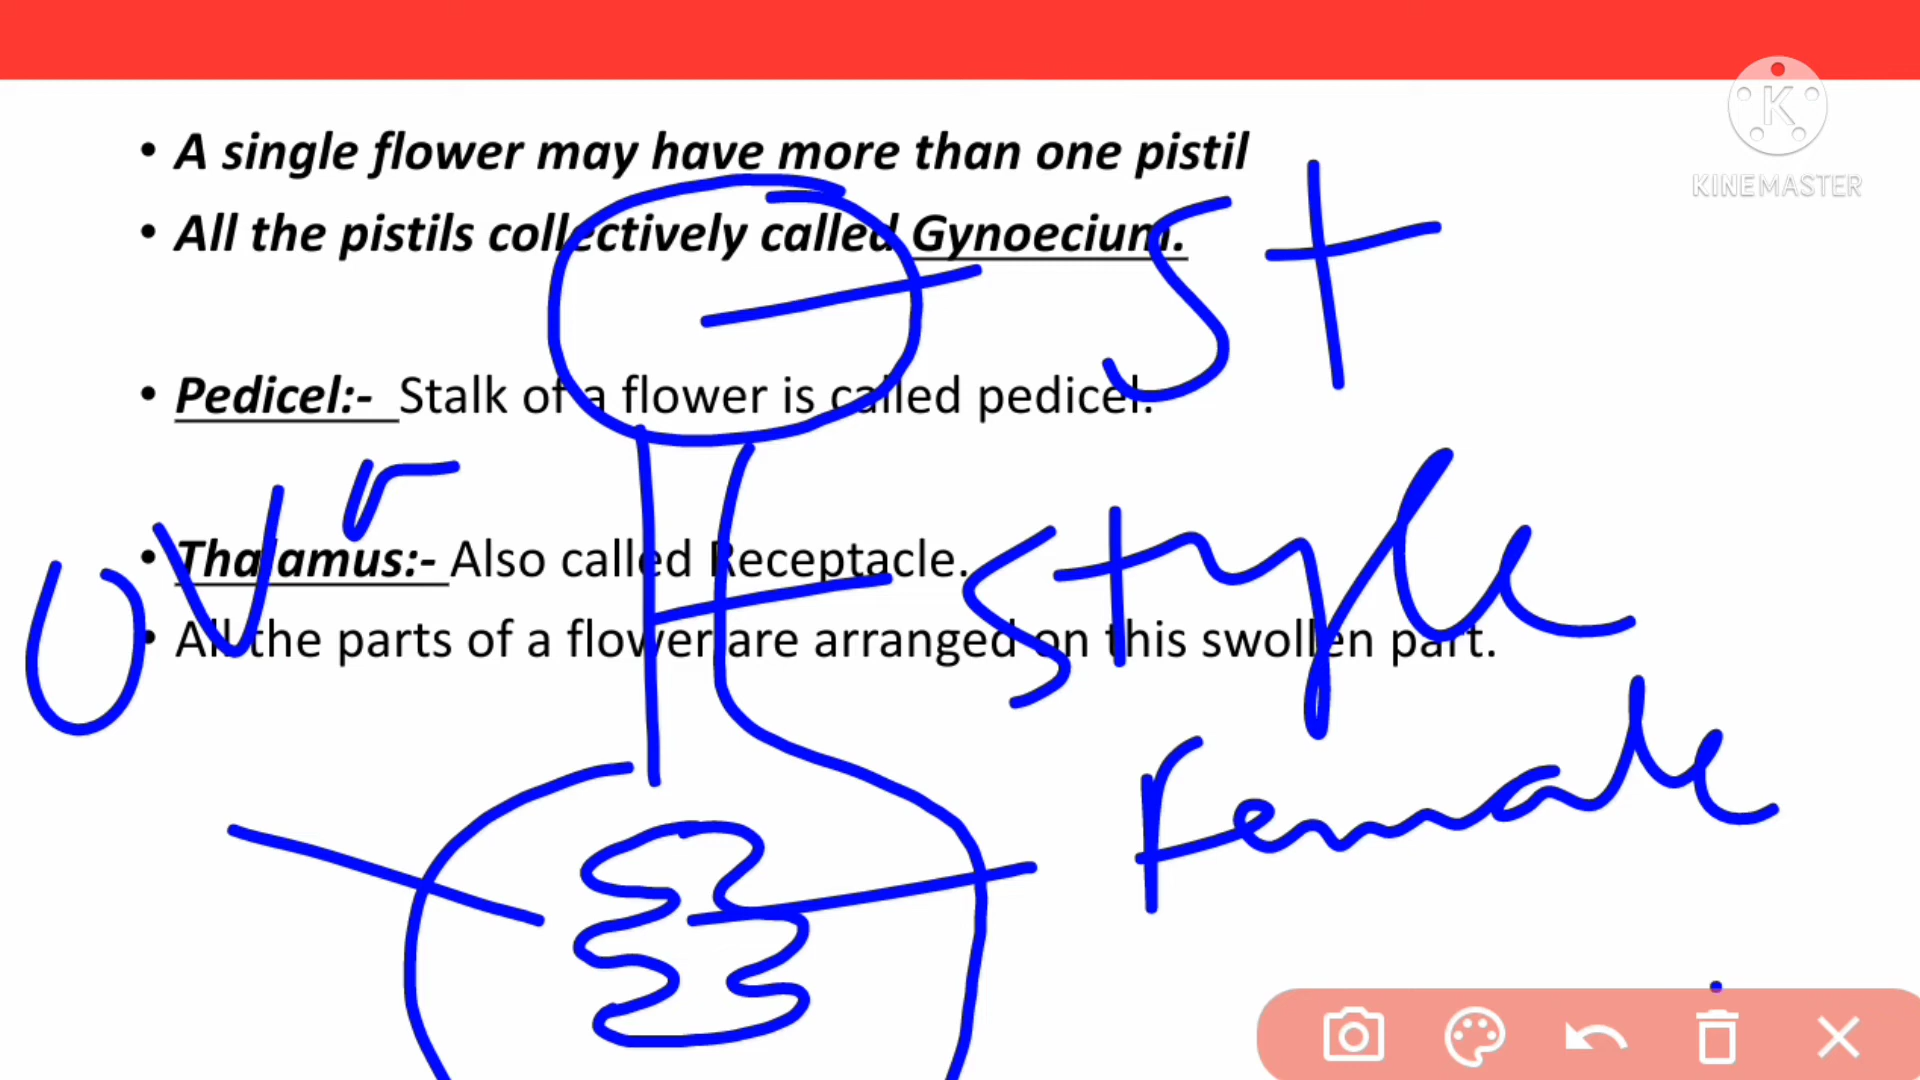 • A single flower may have more than one pistil
• All the pistils collectively called Gynoecium.
• Pedicel:- Stalk of a flower is called pedicel.
• Thalamus:- Also called Receptacle.
• All the parts of a flower are arranged on this swollen part.
St
Style
Female
ov
K
KINEMASTER